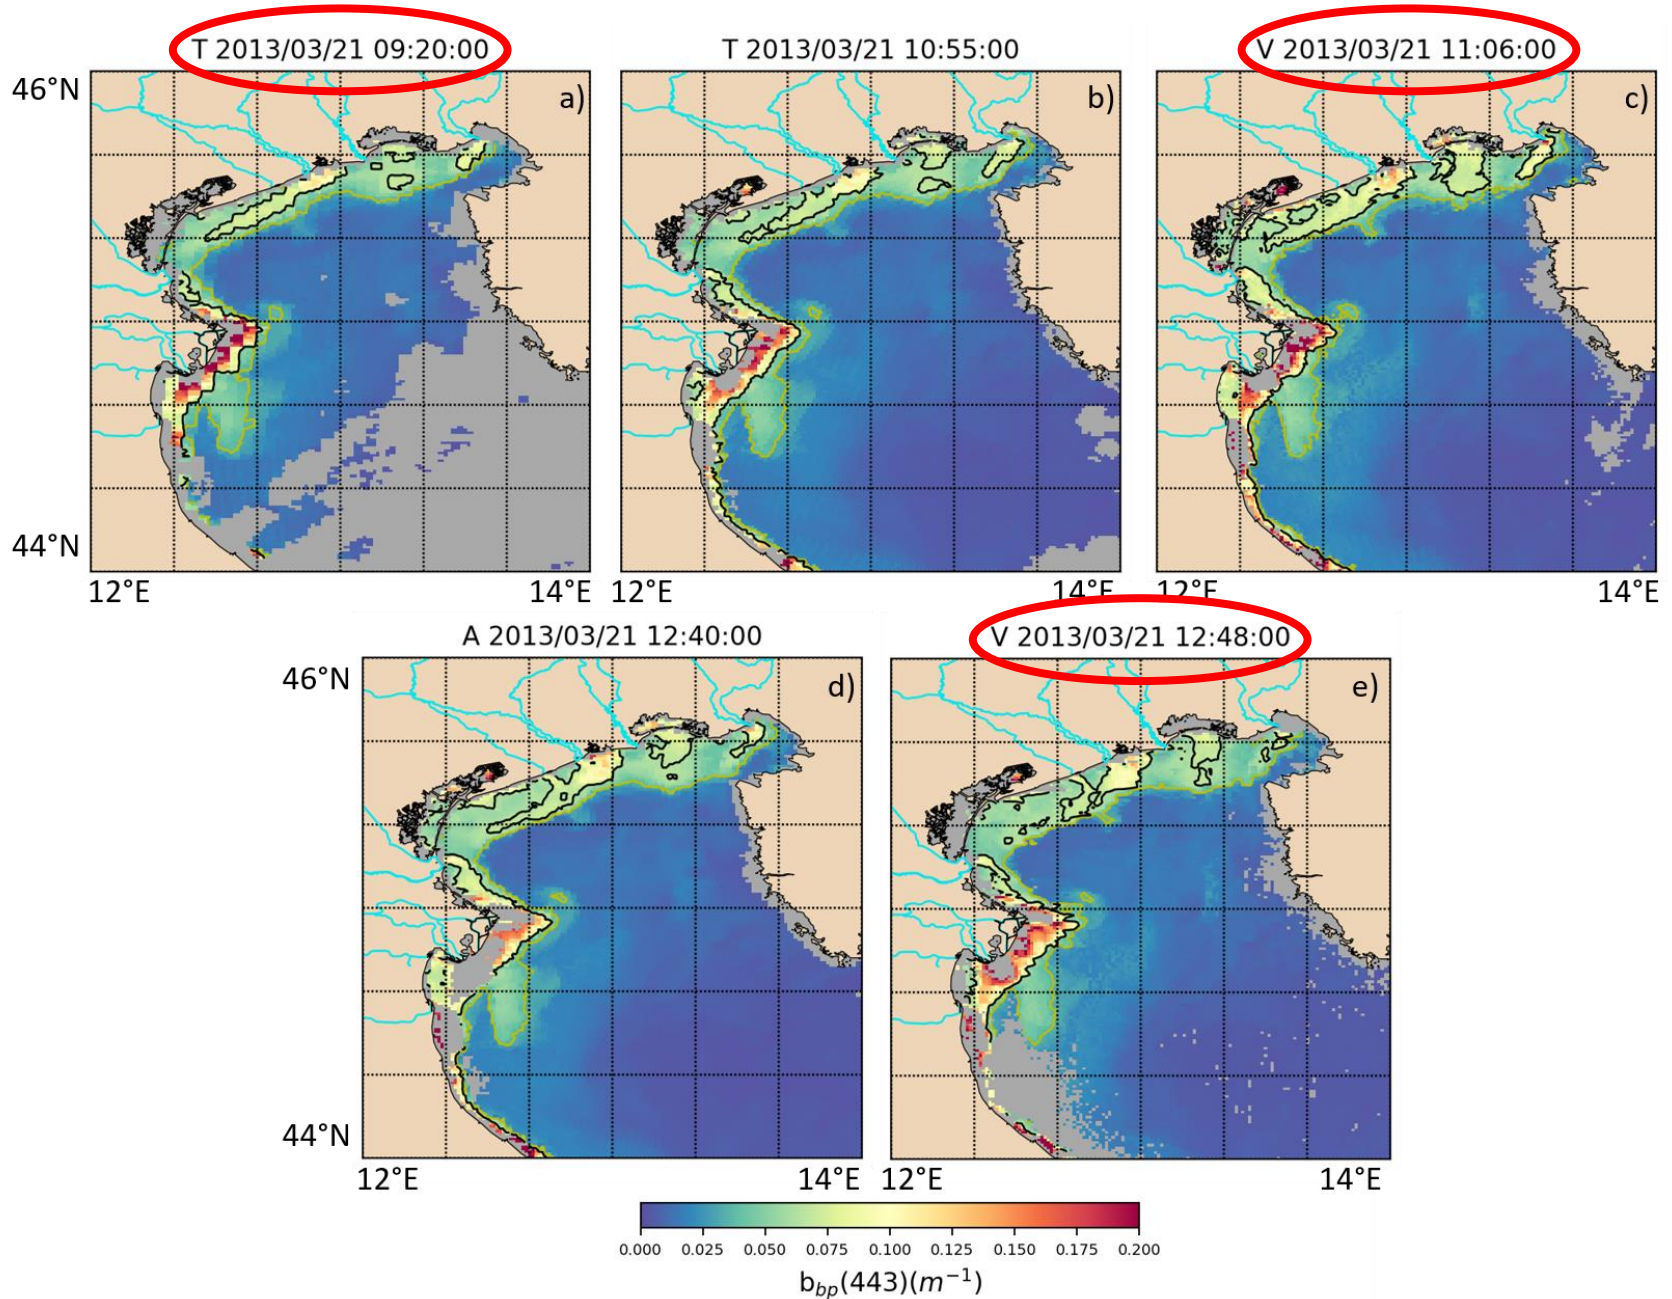 T 2013/03/21 09:20:00
T 2013/03/21 10:55:00
V 2013/03/21 11:06:00
46°N
a)
b)
c)
44°N
12°E
14°E
12°E
14°E
12°E
14°E
A 2013/03/21 12:40:00
V 2013/03/21 12:48:00
46°N
d)
e)
44°N
12°E
14°E
12°E
14°E
0.000 0.025 0.050 0.075 0.100 0.125 0.150 0.175 0.200
b_bp(443)(m⁻¹)